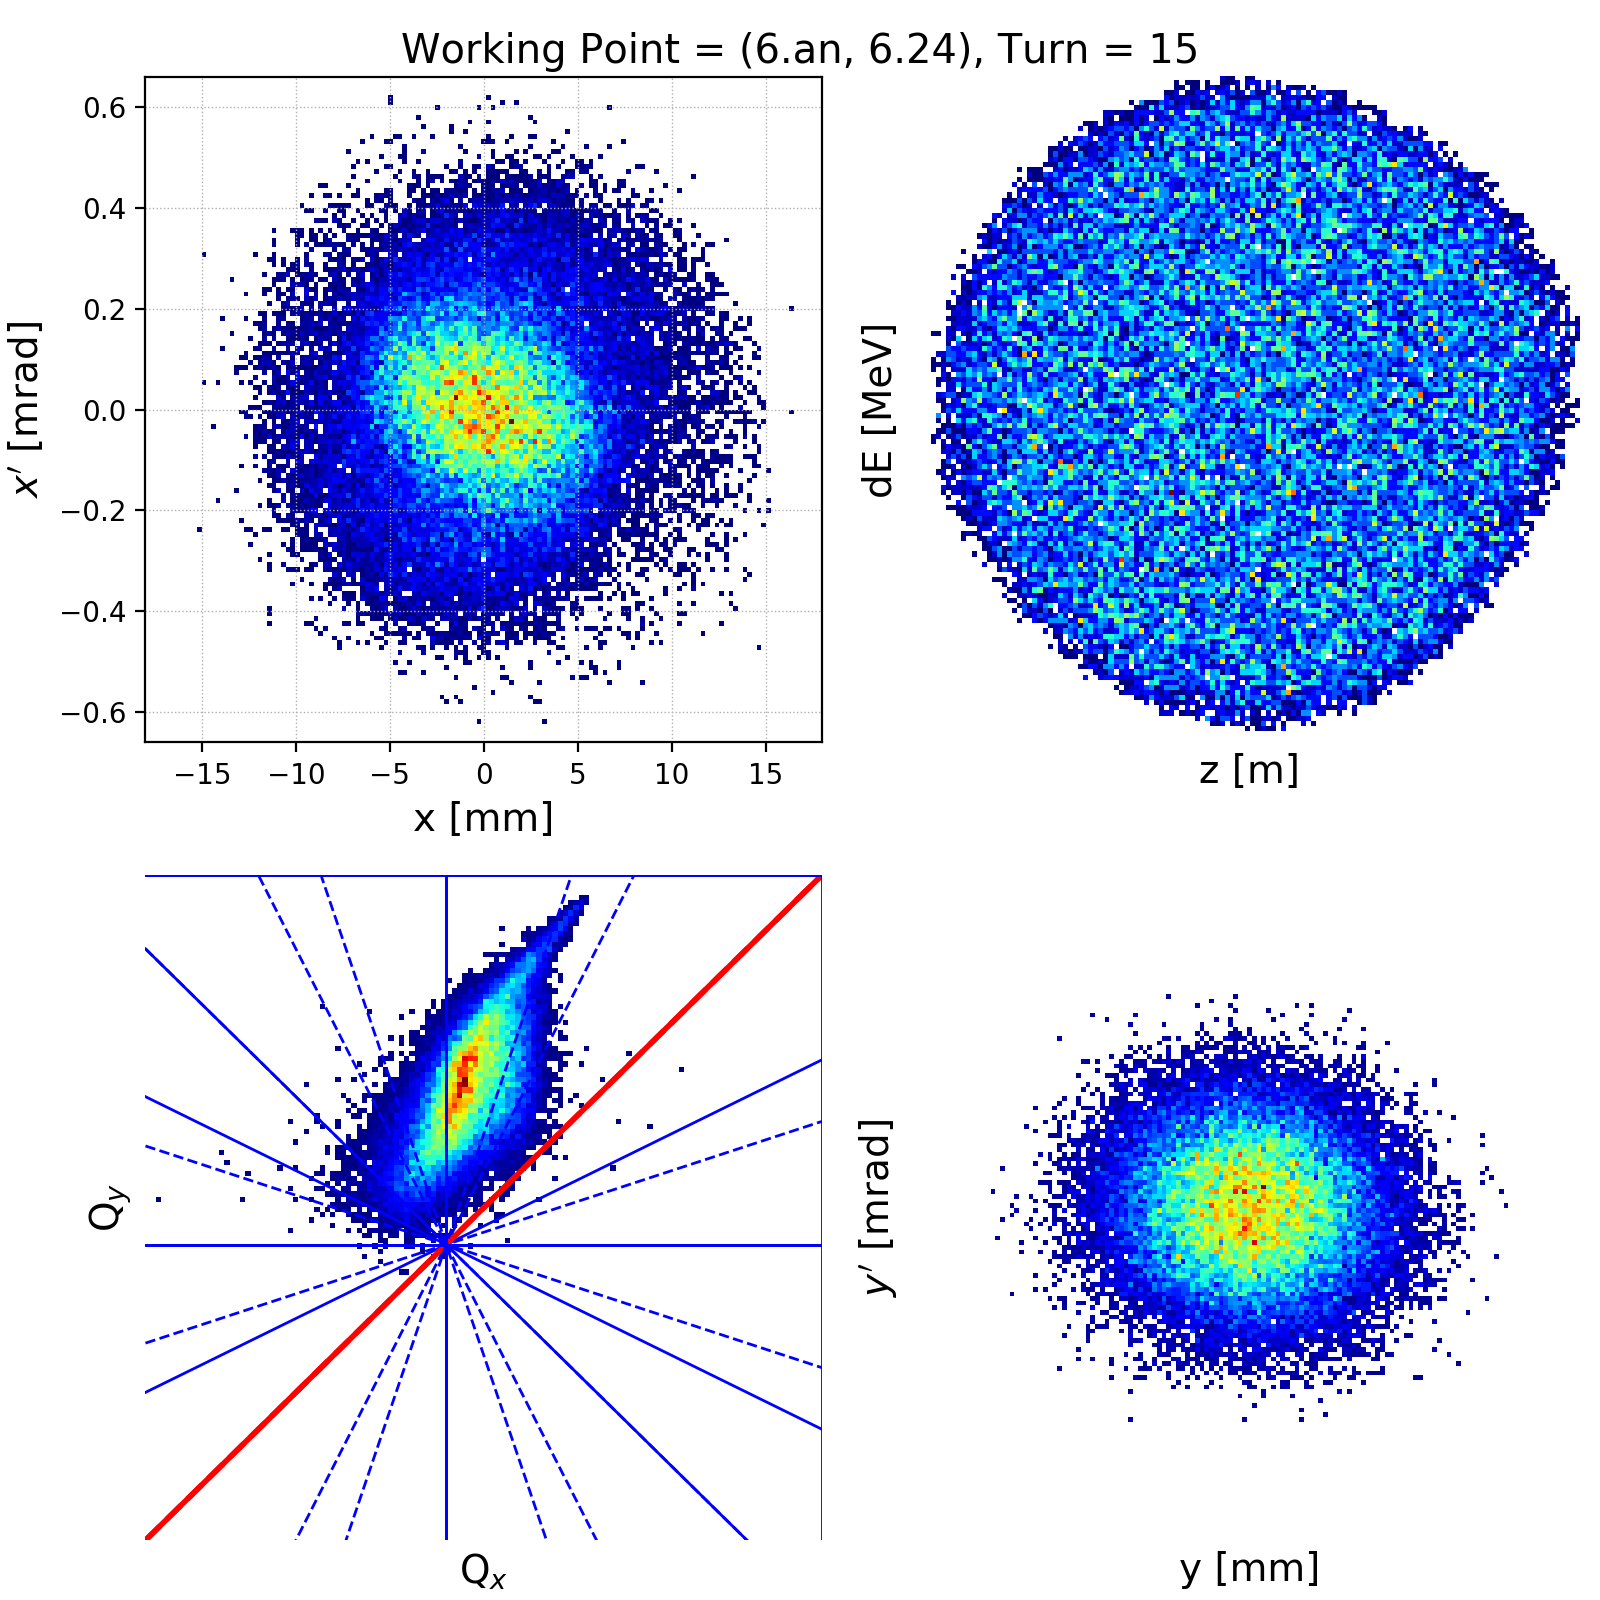 Working Point = (6.an, 6.24), Turn = 15
0.6
0.4
0.2
0.0
−0.2
−0.4
−0.6
x′ [mrad]
−15 −10 −5 0 5 10 15
x [mm]
dE [MeV]
z [m]
Qy
Qx
y′ [mrad]
y [mm]